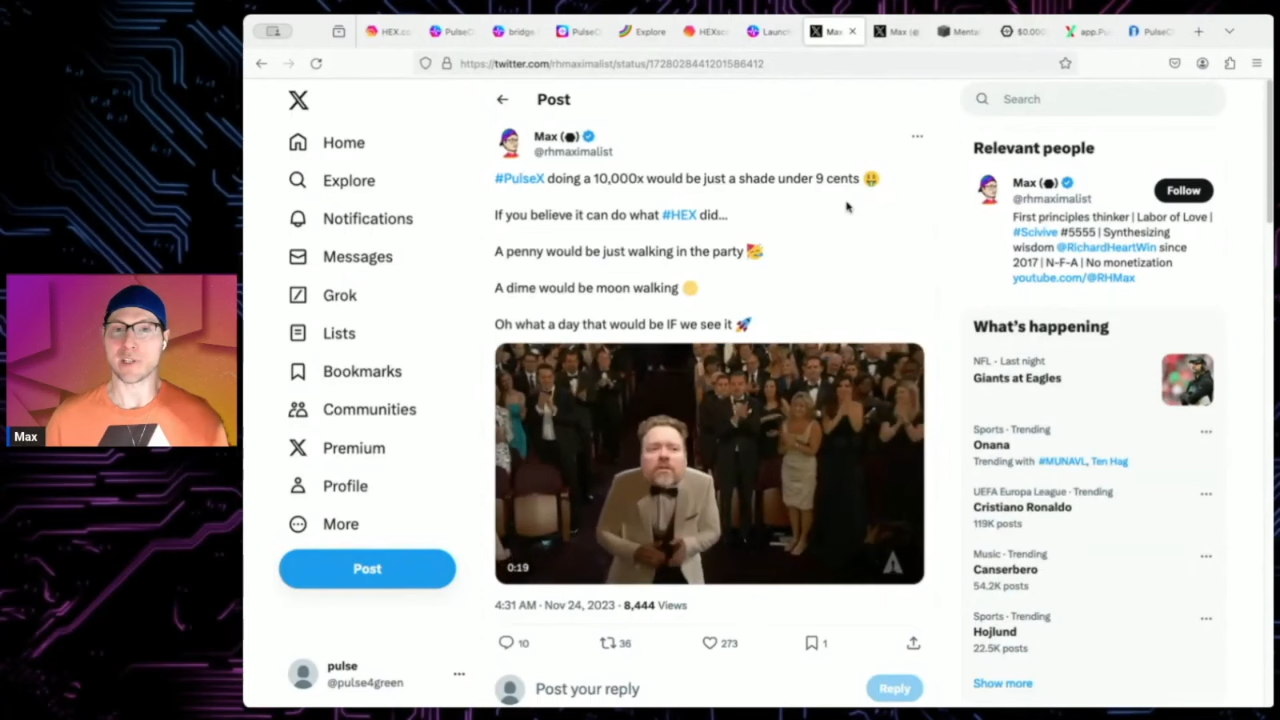 HEX.co
PulseC
bridge.
PulseC
Explore
HEXsc
Launc
Max
Max (@
Menta
$0.000
app.Pu
PulseC
https://twitter.com/rhmaximalist/status/1728028441201586412
Home
Explore
Notifications
Messages
Grok
Lists
Bookmarks
Communities
Premium
Profile
More
Post
pulse
@pulse4green
Max
Post
Max (⬣)
@rhmaximalist
#PulseX doing a 10,000x would be just a shade under 9 cents 🤑
If you believe it can do what #HEX did...
A penny would be just walking in the party 🥳
A dime would be moon walking 🌕
Oh what a day that would be IF we see it 🚀
0:19
4:31 AM · Nov 24, 2023 · 8,444 Views
10
36
273
1
Post your reply
Reply
Search
Relevant people
Max (⬣)
@rhmaximalist
Follow
First principles thinker | Labor of Love |
#Scivive #5555 | Synthesizing
wisdom @RichardHeartWin since
2017 | N-F-A | No monetization
youtube.com/@RHMax
What's happening
NFL · Last night
Giants at Eagles
Sports · Trending
Onana
Trending with #MUNAVL, Ten Hag
UEFA Europa League · Trending
Cristiano Ronaldo
119K posts
Music · Trending
Canserbero
54.2K posts
Sports · Trending
Hojlund
22.5K posts
Show more